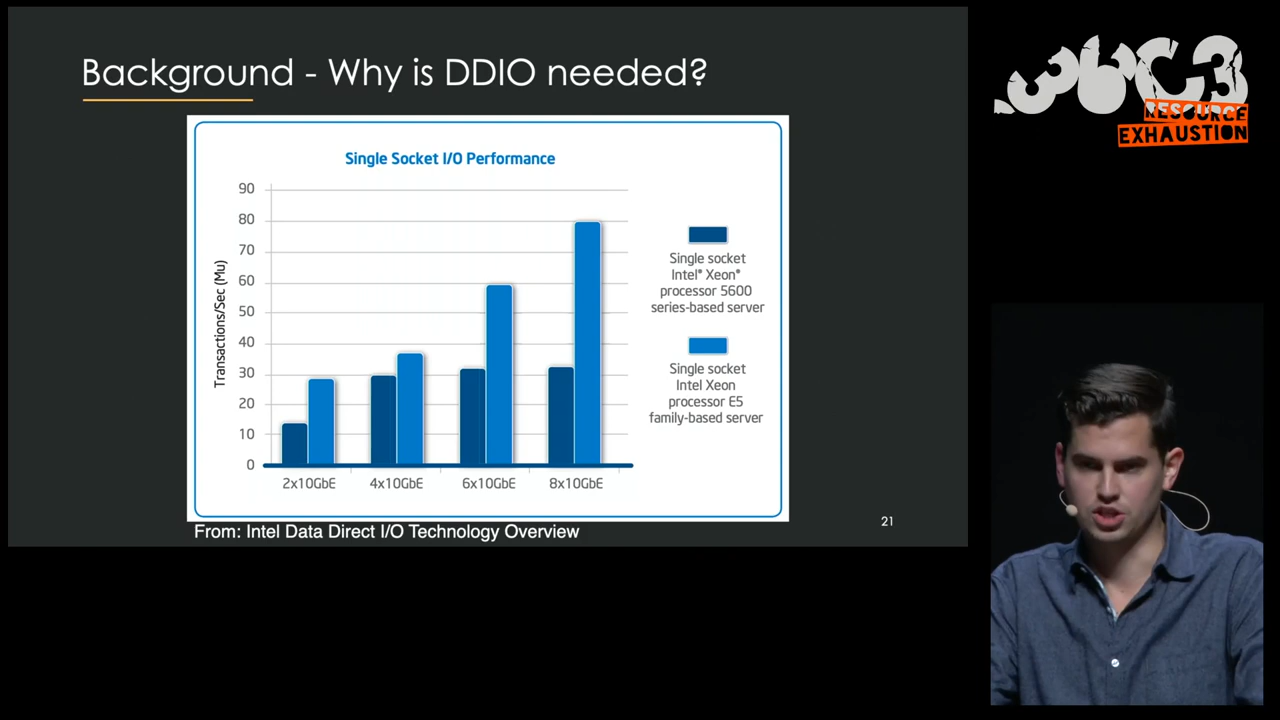 Background - Why is DDIO needed?
Single Socket I/O Performance
Transactions/Sec (Mu)
90
80
70
60
50
40
30
20
10
0
2x10GbE
4x10GbE
6x10GbE
8x10GbE
Single socket
Intel® Xeon®
processor 5600
series-based server
Single socket
Intel Xeon
processor E5
family-based server
From: Intel Data Direct I/O Technology Overview
21
36C3
RESOURCE
EXHAUSTION